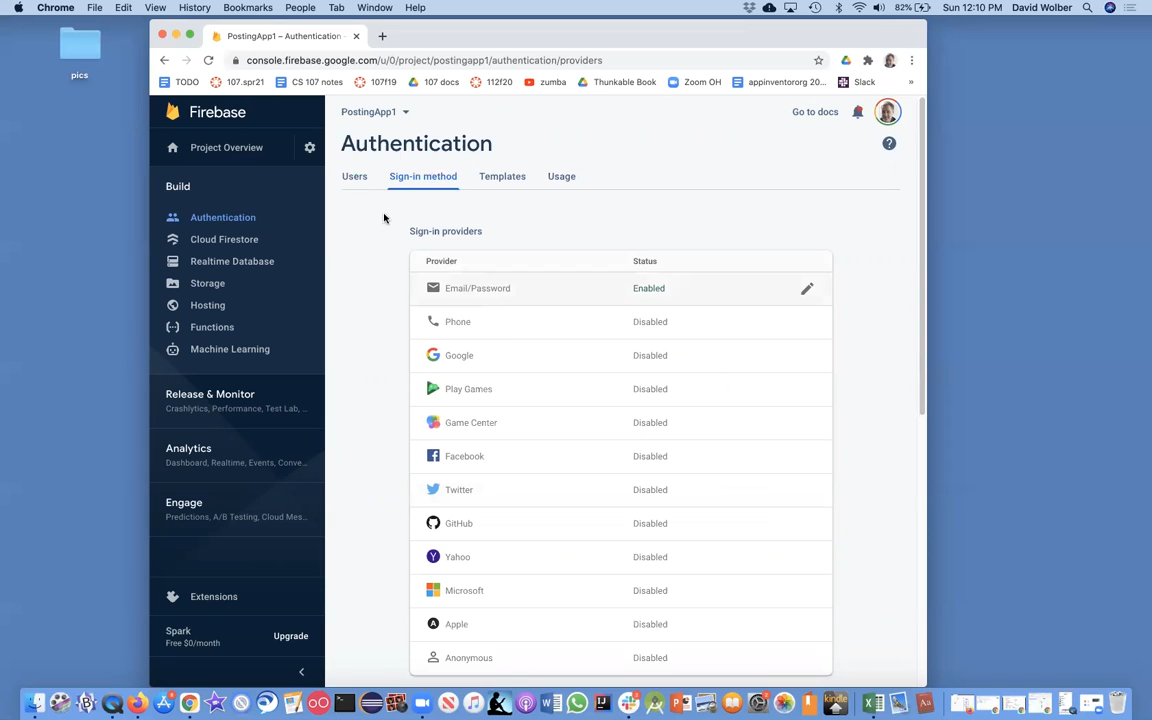 Chrome File Edit View History Bookmarks People Tab Window Help 82% Sun 12:10 PM David Wolber
pics
PostingApp1 – Authentication -
console.firebase.google.com/u/0/project/postingapp1/authentication/providers
TODO 107.spr21 CS 107 notes 107f19 107 docs 112f20 zumba Thunkable Book Zoom OH appinventororg 20... Slack »
Firebase
PostingApp1
Go to docs
Project Overview
Authentication
Users Sign-in method Templates Usage
Build
Authentication
Cloud Firestore
Realtime Database
Storage
Hosting
Functions
Machine Learning
Release & Monitor
Crashlytics, Performance, Test Lab, ...
Analytics
Dashboard, Realtime, Events, Conve...
Engage
Predictions, A/B Testing, Cloud Mes...
Extensions
Spark
Free $0/month
Upgrade
Sign-in providers
Provider Status
Email/Password Enabled
Phone Disabled
Google Disabled
Play Games Disabled
Game Center Disabled
Facebook Disabled
Twitter Disabled
GitHub Disabled
Yahoo Disabled
Microsoft Disabled
Apple Disabled
Anonymous Disabled
kindle